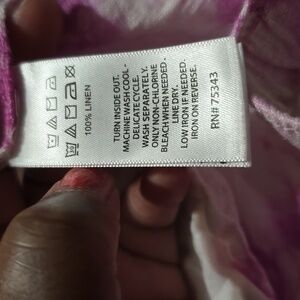 100% LINEN
TURN INSIDE OUT.
MACHINE WASH COOL -
DELICATE CYCLE.
WASH SEPARATELY.
ONLY NON-CHLORINE
BLEACH WHEN NEEDED.
LINE DRY.
LOW IRON IF NEEDED.
IRON ON REVERSE.
RN# 75343